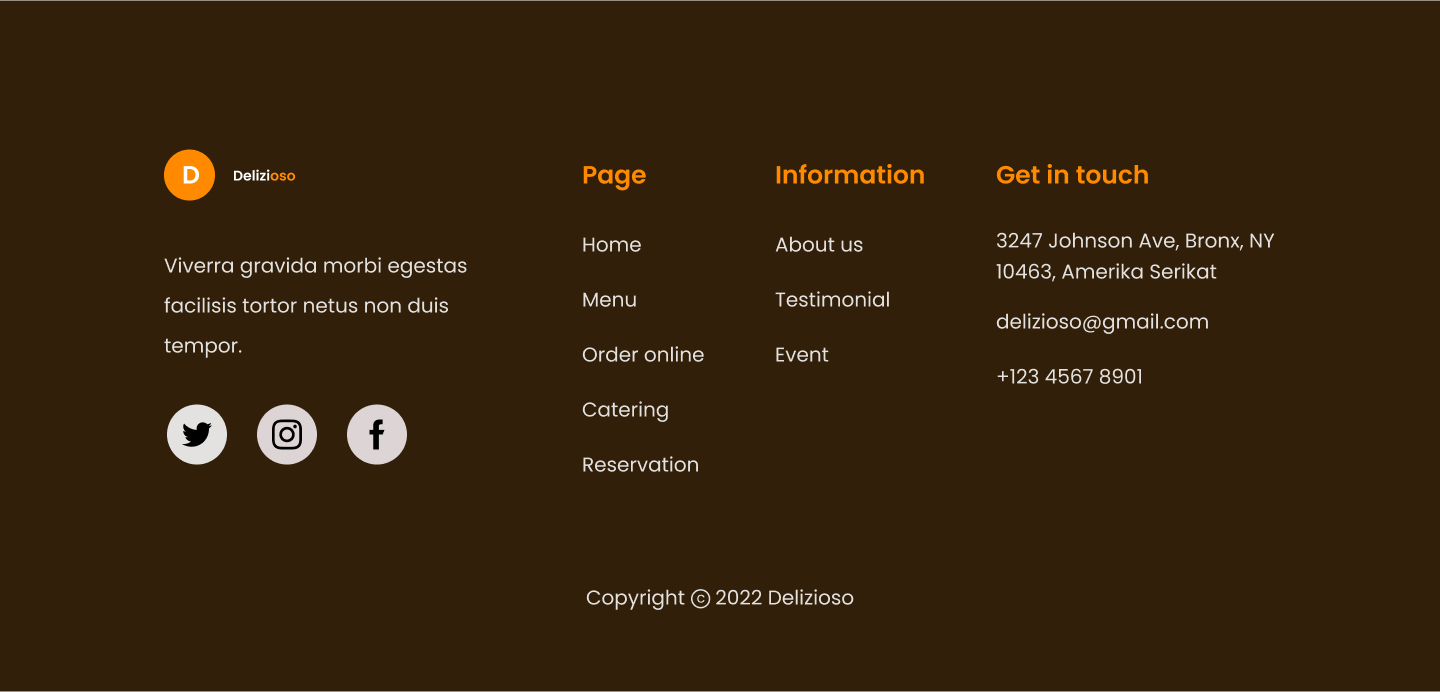 D
Delizioso
Viverra gravida morbi egestas
facilisis tortor netus non duis
tempor.
Page
Home
Menu
Order online
Catering
Reservation
Information
About us
Testimonial
Event
Get in touch
3247 Johnson Ave, Bronx, NY
10463, Amerika Serikat
delizioso@gmail.com
+123 4567 8901
Copyright ⓒ 2022 Delizioso